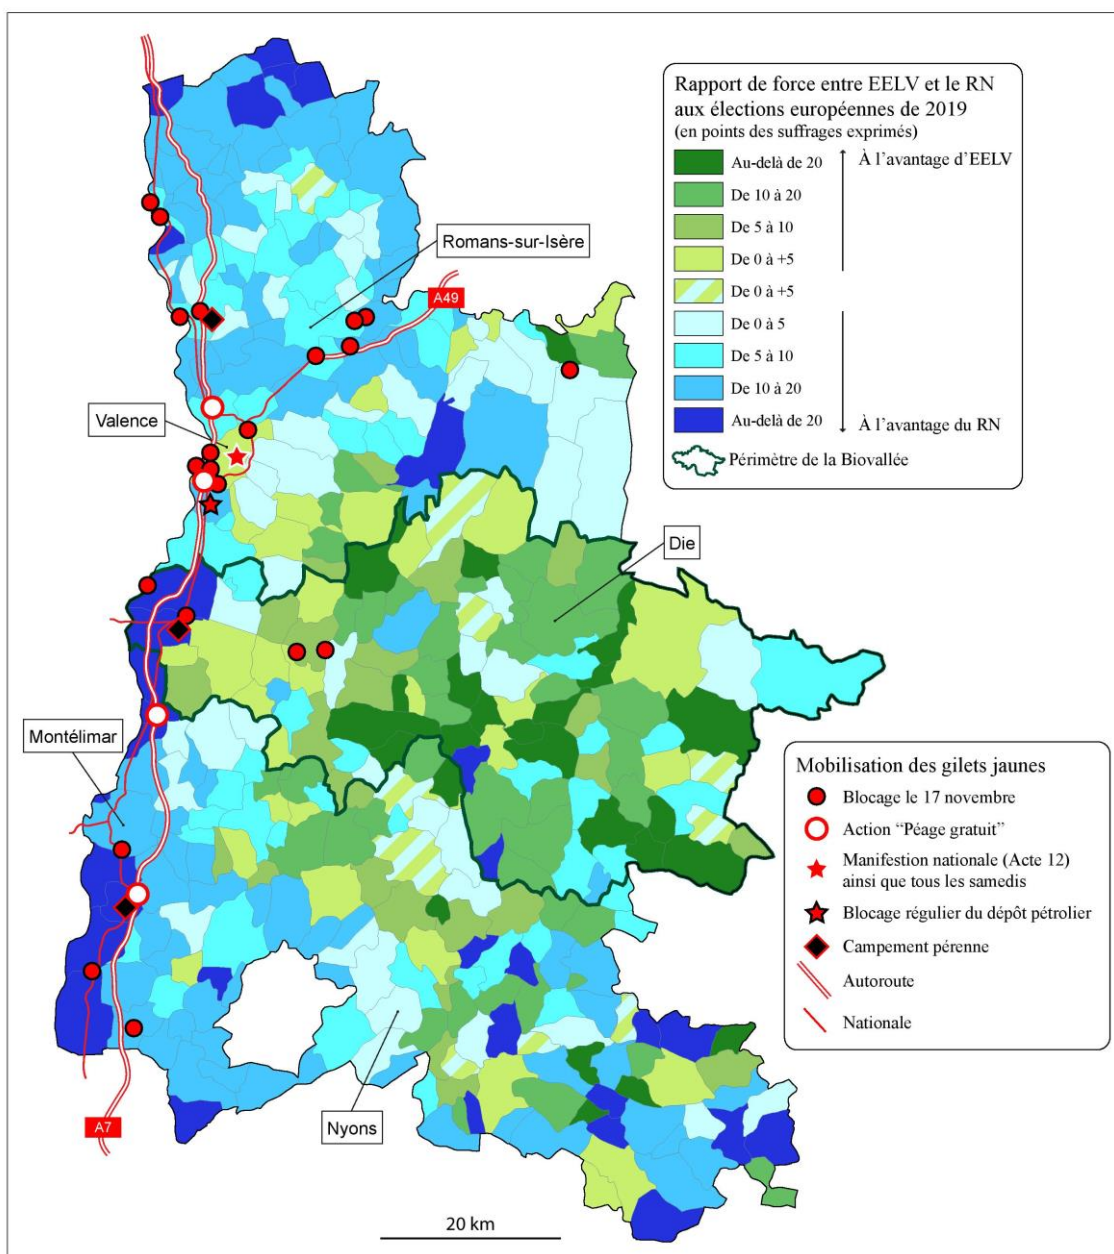 Rapport de force entre EELV et le RN
aux élections européennes de 2019
(en points des suffrages exprimés)
Au-delà de 20
À l'avantage d'EELV
De 10 à 20
De 5 à 10
De 0 à +5
De 0 à +5
De 0 à 5
De 5 à 10
De 10 à 20
Au-delà de 20
À l'avantage du RN
Périmètre de la Biovallée
Romans-sur-Isère
A49
Valence
Die
Montélimar
Mobilisation des gilets jaunes
Blocage le 17 novembre
Action “Péage gratuit”
Manifestion nationale (Acte 12)
ainsi que tous les samedis
Blocage régulier du dépôt pétrolier
Campement pérenne
Autoroute
Nationale
Nyons
A7
20 km